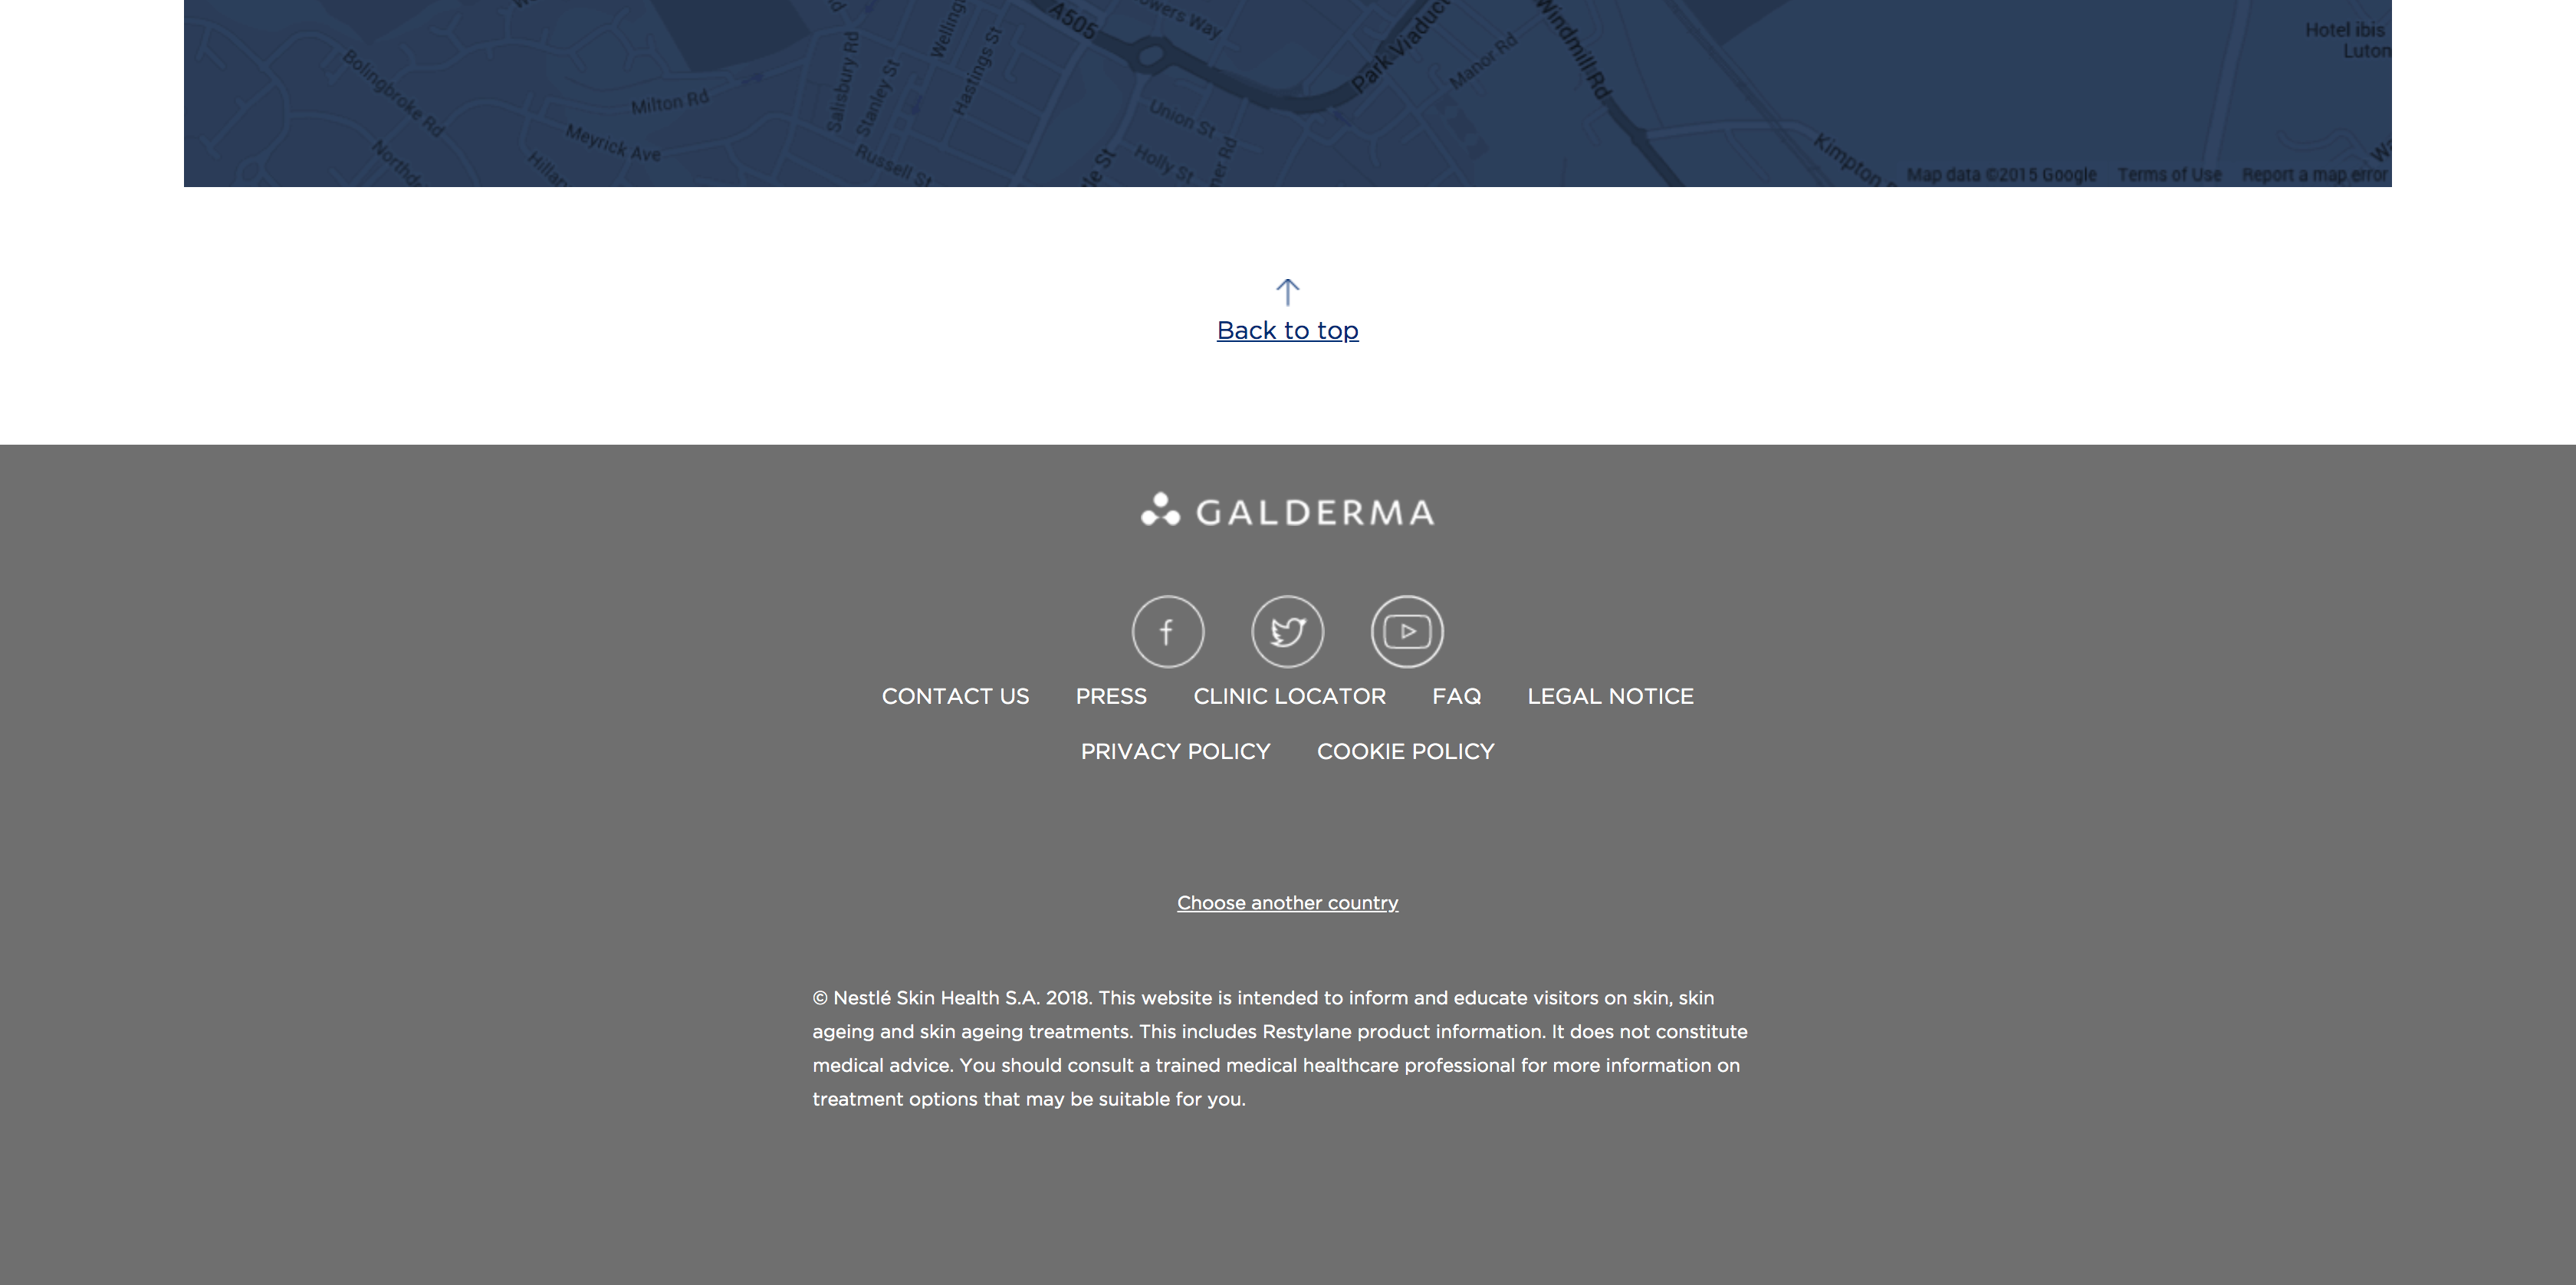 A505
Park Viaduct
Windmill Rd
Hotel ibis
Luton
Bolingbroke Rd
Milton Rd
Salisbury Rd
Stanley St
Hastings St
Manor Rd
Union St
Meyrick Ave
Holly St
Russell St
Map data ©2015 Google Terms of Use Report a map error
Back to top
GALDERMA
CONTACT US PRESS CLINIC LOCATOR FAQ LEGAL NOTICE
PRIVACY POLICY COOKIE POLICY
Choose another country
© Nestlé Skin Health S.A. 2018. This website is intended to inform and educate visitors on skin, skin
ageing and skin ageing treatments. This includes Restylane product information. It does not constitute
medical advice. You should consult a trained medical healthcare professional for more information on
treatment options that may be suitable for you.